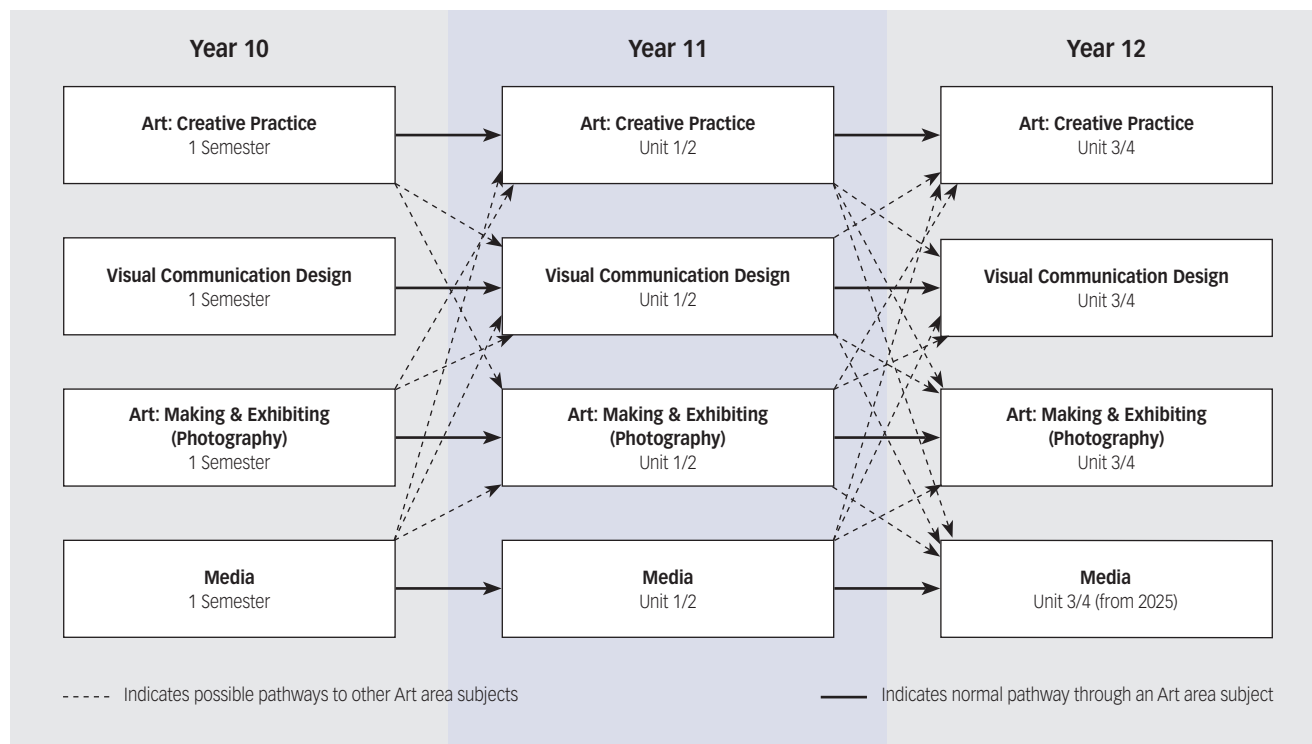 Year 10
Year 11
Year 12
Art: Creative Practice
1 Semester
Art: Creative Practice
Unit 1/2
Art: Creative Practice
Unit 3/4
Visual Communication Design
1 Semester
Visual Communication Design
Unit 1/2
Visual Communication Design
Unit 3/4
Art: Making & Exhibiting
(Photography)
1 Semester
Art: Making & Exhibiting
(Photography)
Unit 1/2
Art: Making & Exhibiting
(Photography)
Unit 3/4
Media
1 Semester
Media
Unit 1/2
Media
Unit 3/4 (from 2025)
Indicates possible pathways to other Art area subjects
Indicates normal pathway through an Art area subject